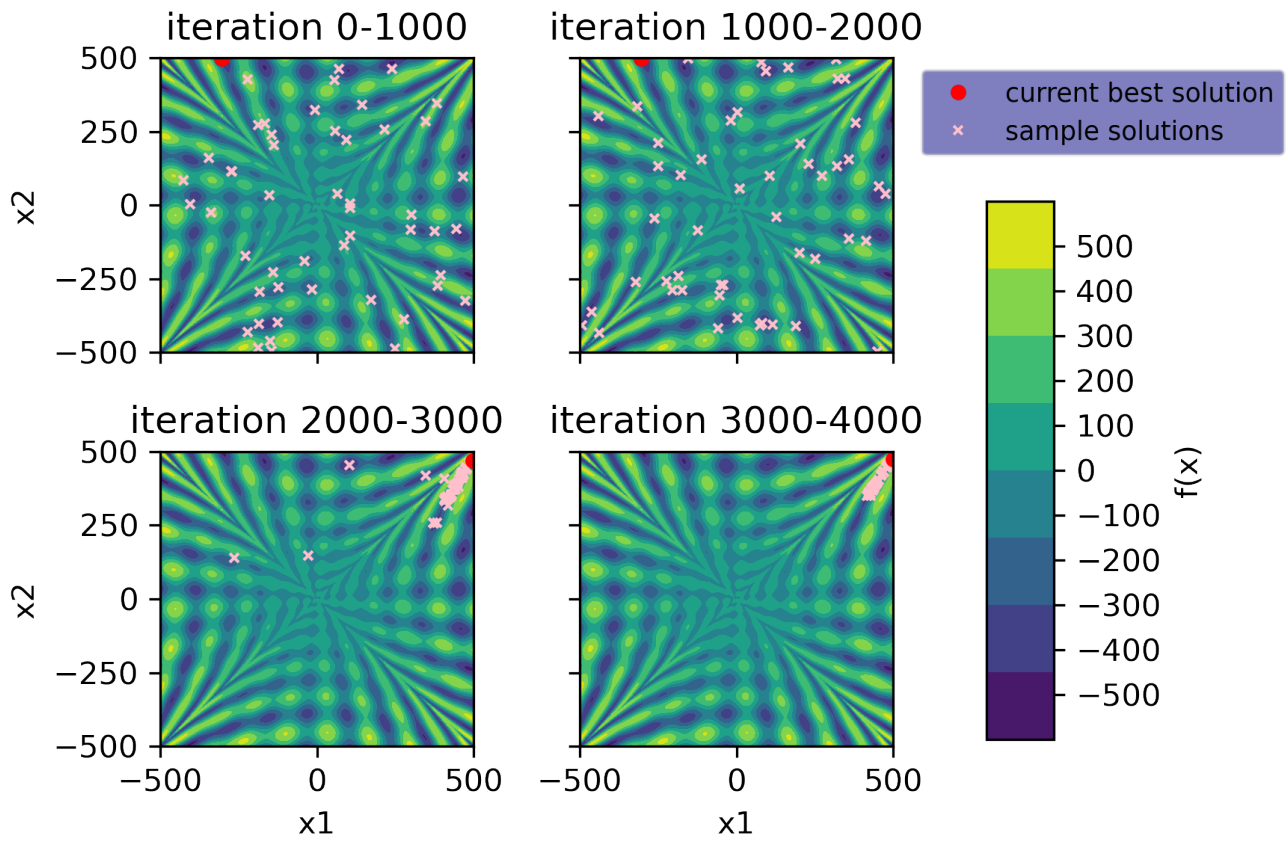 iteration 0-1000
iteration 1000-2000
500
250
0
−250
−500
x2
current best solution
sample solutions
iteration 2000-3000
iteration 3000-4000
500
250
0
−250
−500
x2
−500 0 500
−500 0 500
x1
x1
500
400
300
200
100
0
−100
−200
−300
−400
−500
f(x)